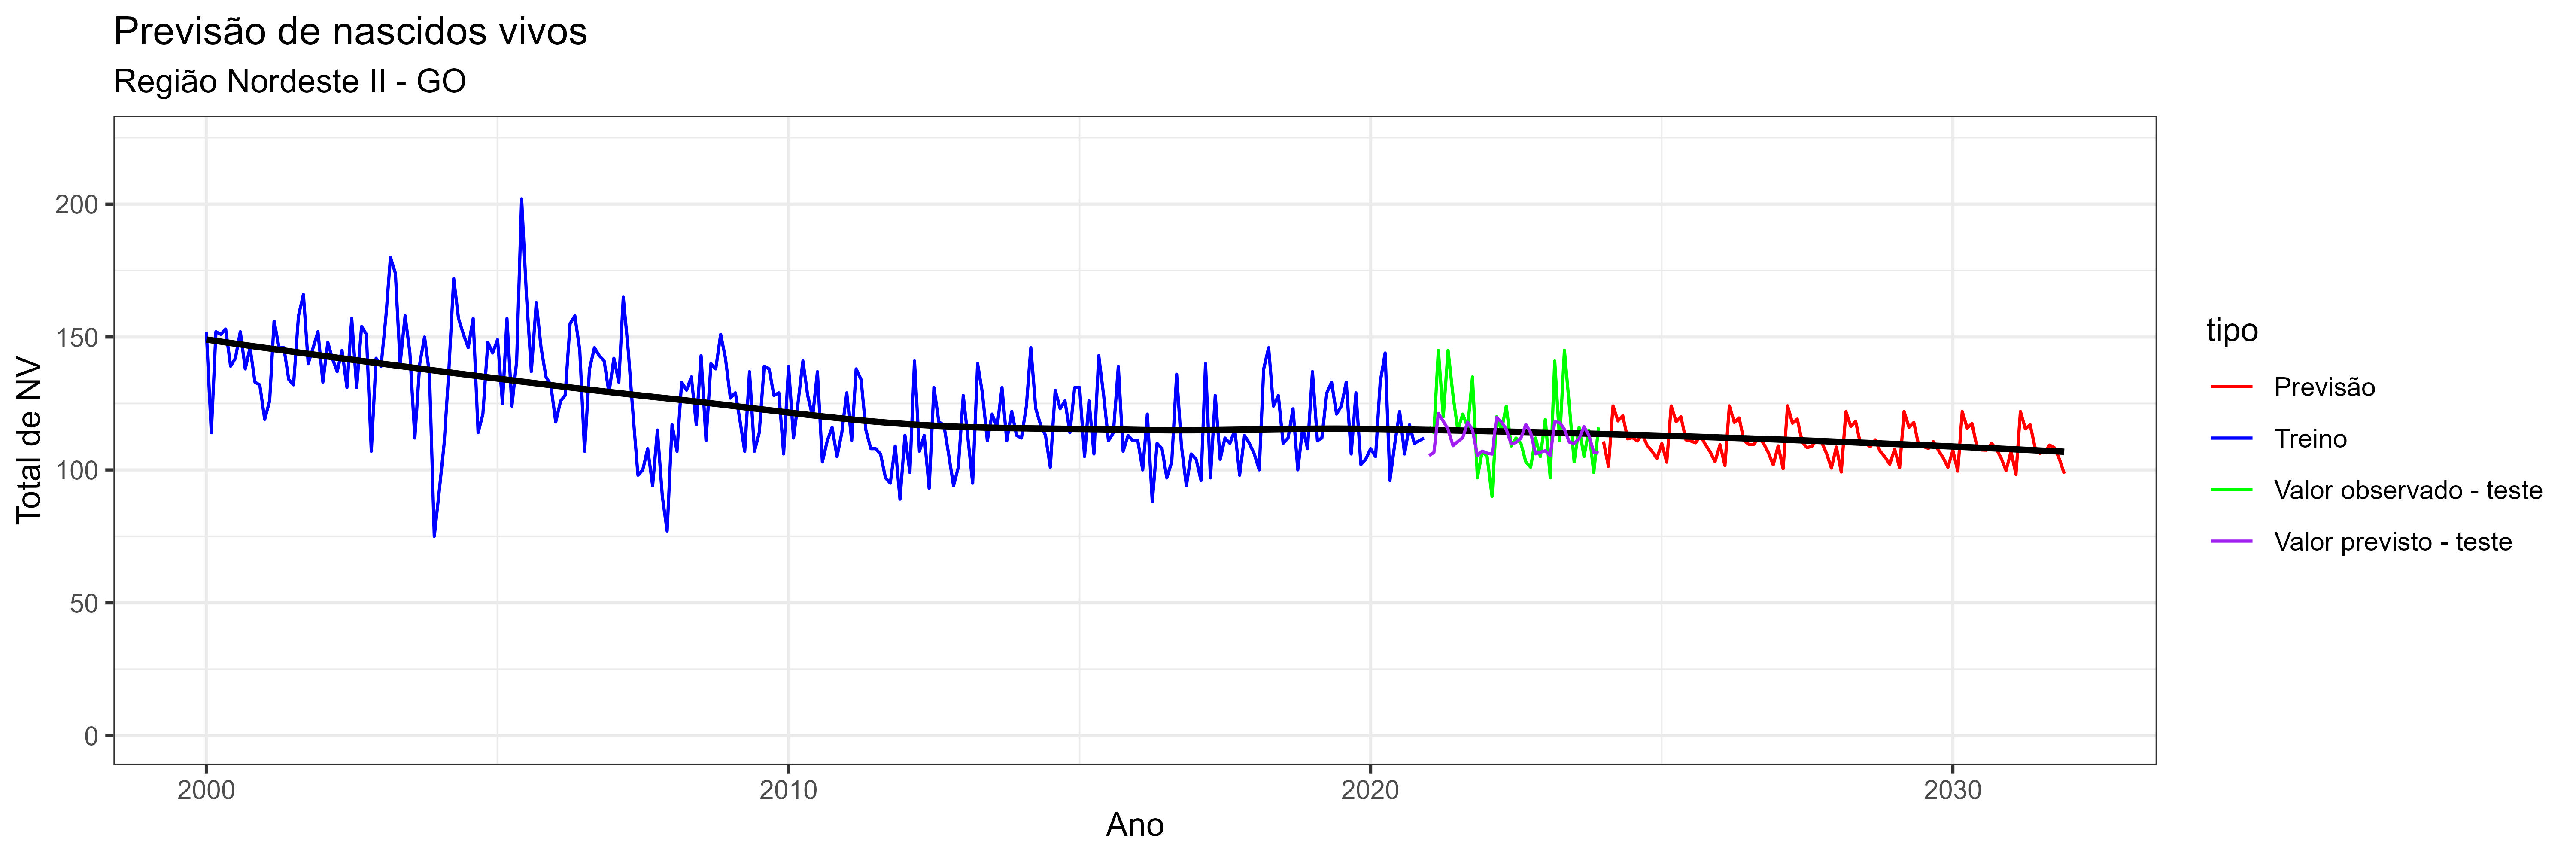 Previsão de nascidos vivos
Região Nordeste II - GO
Total de NV
200
150
100
50
0
2000
2010
2020
2030
Ano
tipo
Previsão
Treino
Valor observado - teste
Valor previsto - teste